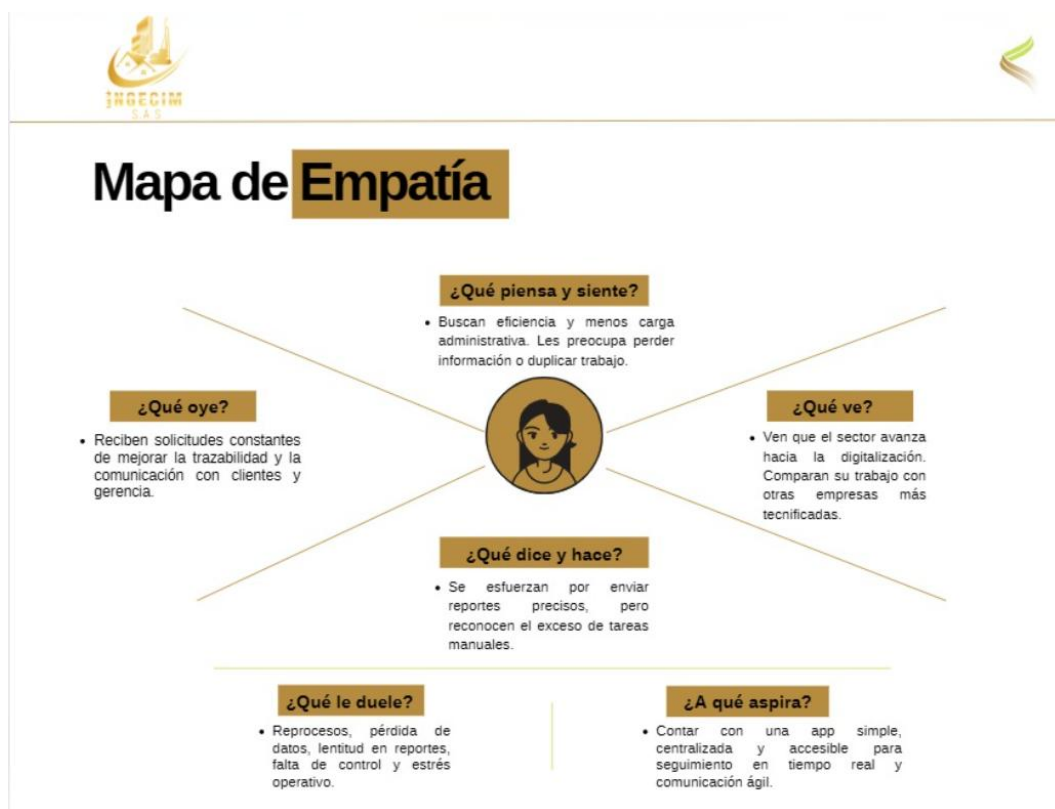 INGECIM
SAS
Mapa de Empatía
¿Qué piensa y siente?
• Buscan eficiencia y menos carga
administrativa. Les preocupa perder
información o duplicar trabajo.
¿Qué oye?
• Reciben solicitudes constantes
de mejorar la trazabilidad y la
comunicación con clientes y
gerencia.
¿Qué ve?
• Ven que el sector avanza
hacia la digitalización.
Comparan su trabajo con
otras empresas más
tecnificadas.
¿Qué dice y hace?
• Se esfuerzan por enviar
reportes precisos, pero
reconocen el exceso de tareas
manuales.
¿Qué le duele?
• Reprocesos, pérdida de
datos, lentitud en reportes,
falta de control y estrés
operativo.
¿A qué aspira?
• Contar con una app simple,
centralizada y accesible para
seguimiento en tiempo real y
comunicación ágil.